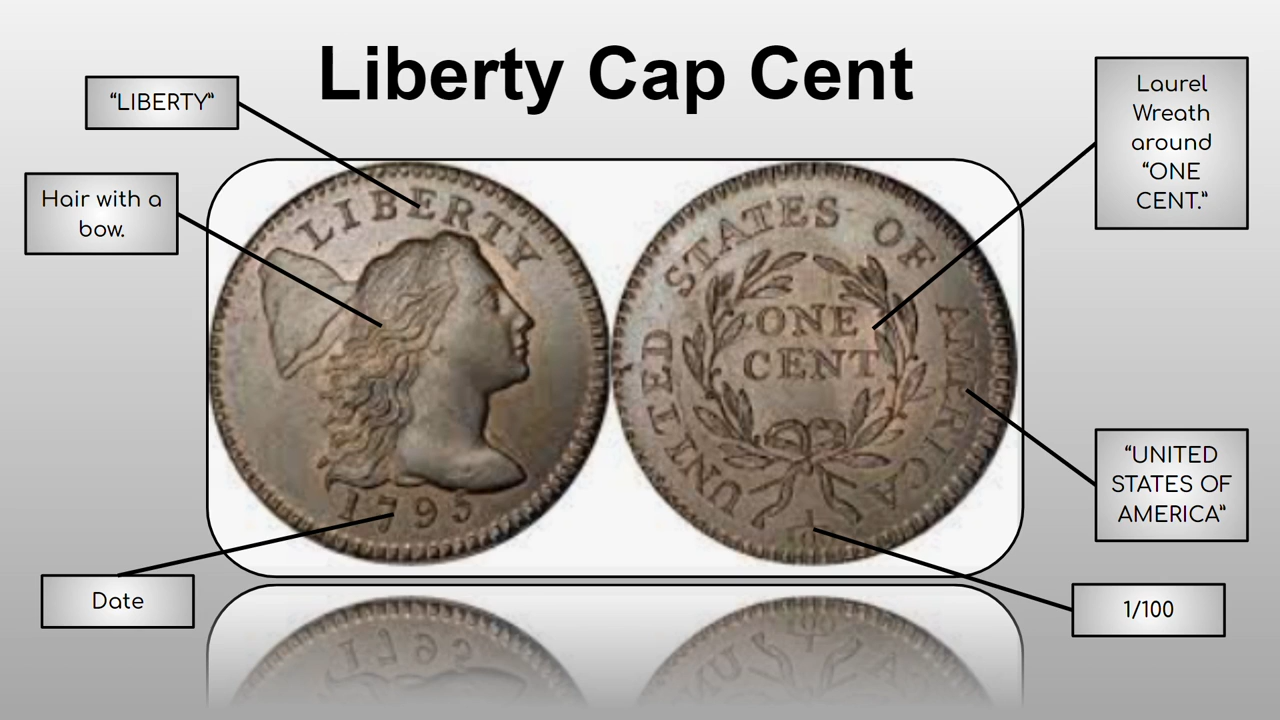 Liberty Cap Cent
“LIBERTY”
Hair with a
bow.
Date
Laurel
Wreath
around
“ONE
CENT.”
“UNITED
STATES OF
AMERICA”
1/100
LIBERTY
1795
UNITED STATES OF AMERICA
ONE
CENT